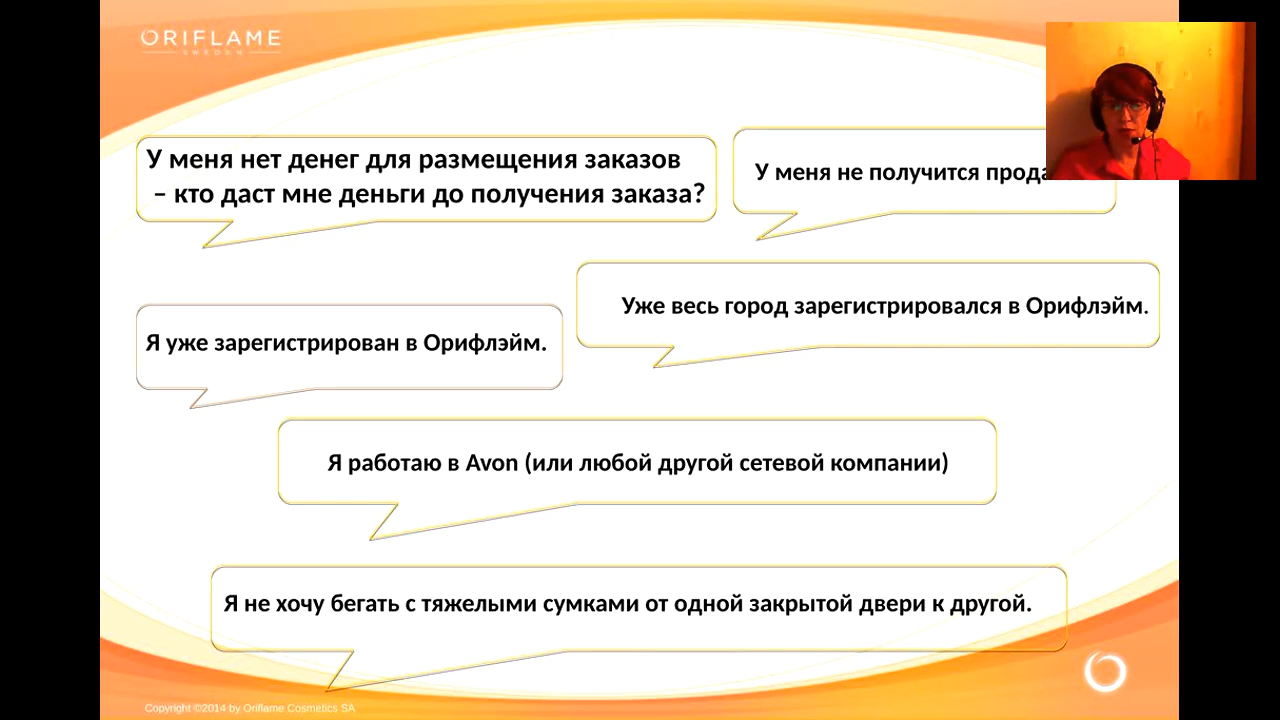 ORIFLAME
SWEDEN
У меня нет денег для размещения заказов
– кто даст мне деньги до получения заказа?
У меня не получится
Уже весь город зарегистрировался в Орифлэйм.
Я уже зарегистрирован в Орифлэйм.
Я работаю в Avon (или любой другой сетевой компании)
Я не хочу бегать с тяжелыми сумками от одной закрытой двери к другой.
Copyright ©2014 by Oriflame Cosmetics SA